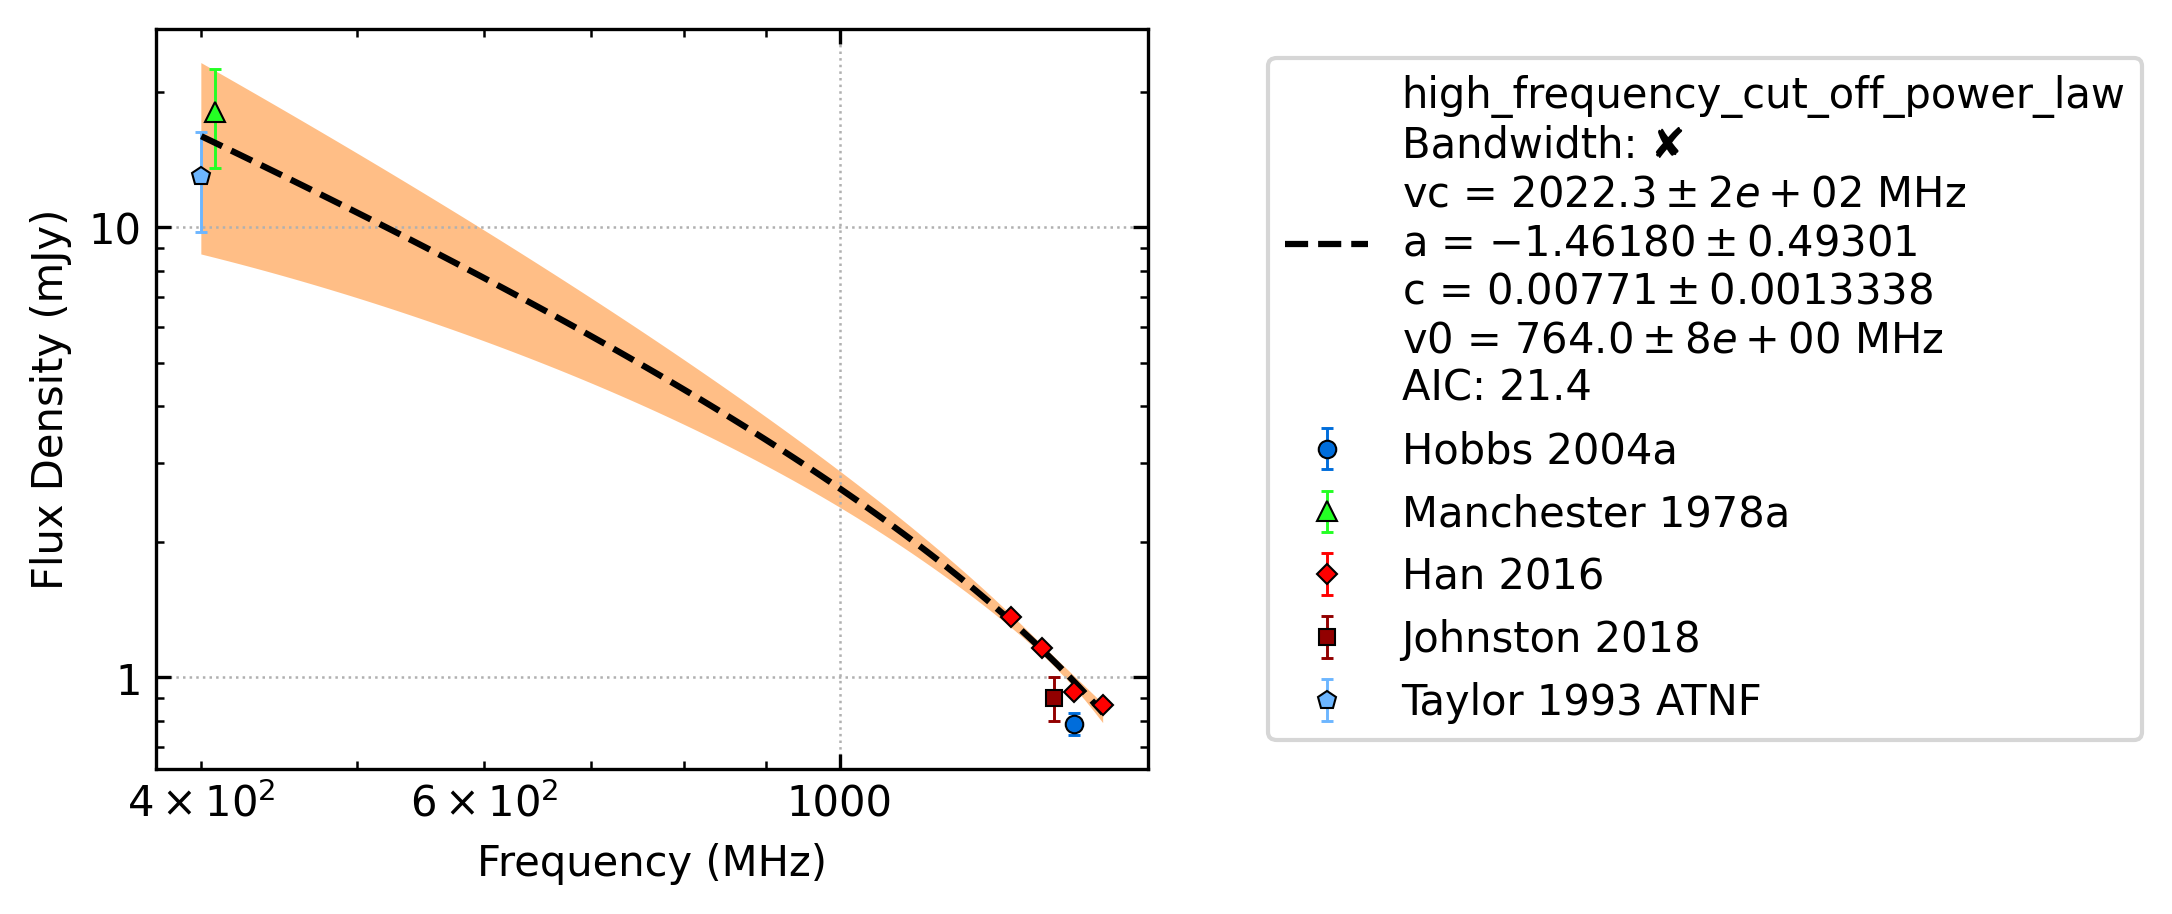 Flux Density (mJy)
10
1
4 × 10²
6 × 10²
1000
Frequency (MHz)
high_frequency_cut_off_power_law
Bandwidth: ✘
vc = 2022.3 ± 2e + 02 MHz
a = −1.46180 ± 0.49301
c = 0.00771 ± 0.0013338
v0 = 764.0 ± 8e + 00 MHz
AIC: 21.4
Hobbs 2004a
Manchester 1978a
Han 2016
Johnston 2018
Taylor 1993 ATNF